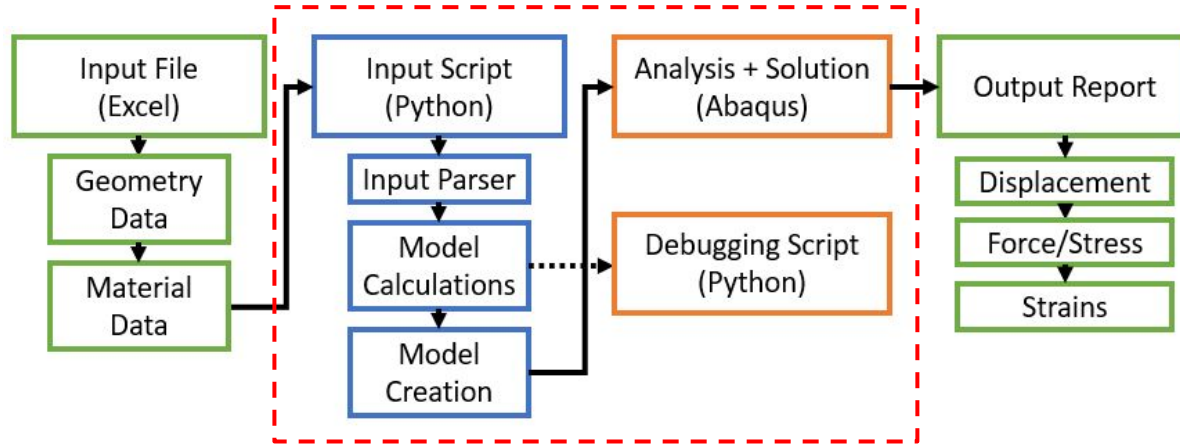 Input File
(Excel)
Geometry
Data
Material
Data
Input Script
(Python)
Input Parser
Model
Calculations
Model
Creation
Analysis + Solution
(Abaqus)
Debugging Script
(Python)
Output Report
Displacement
Force/Stress
Strains